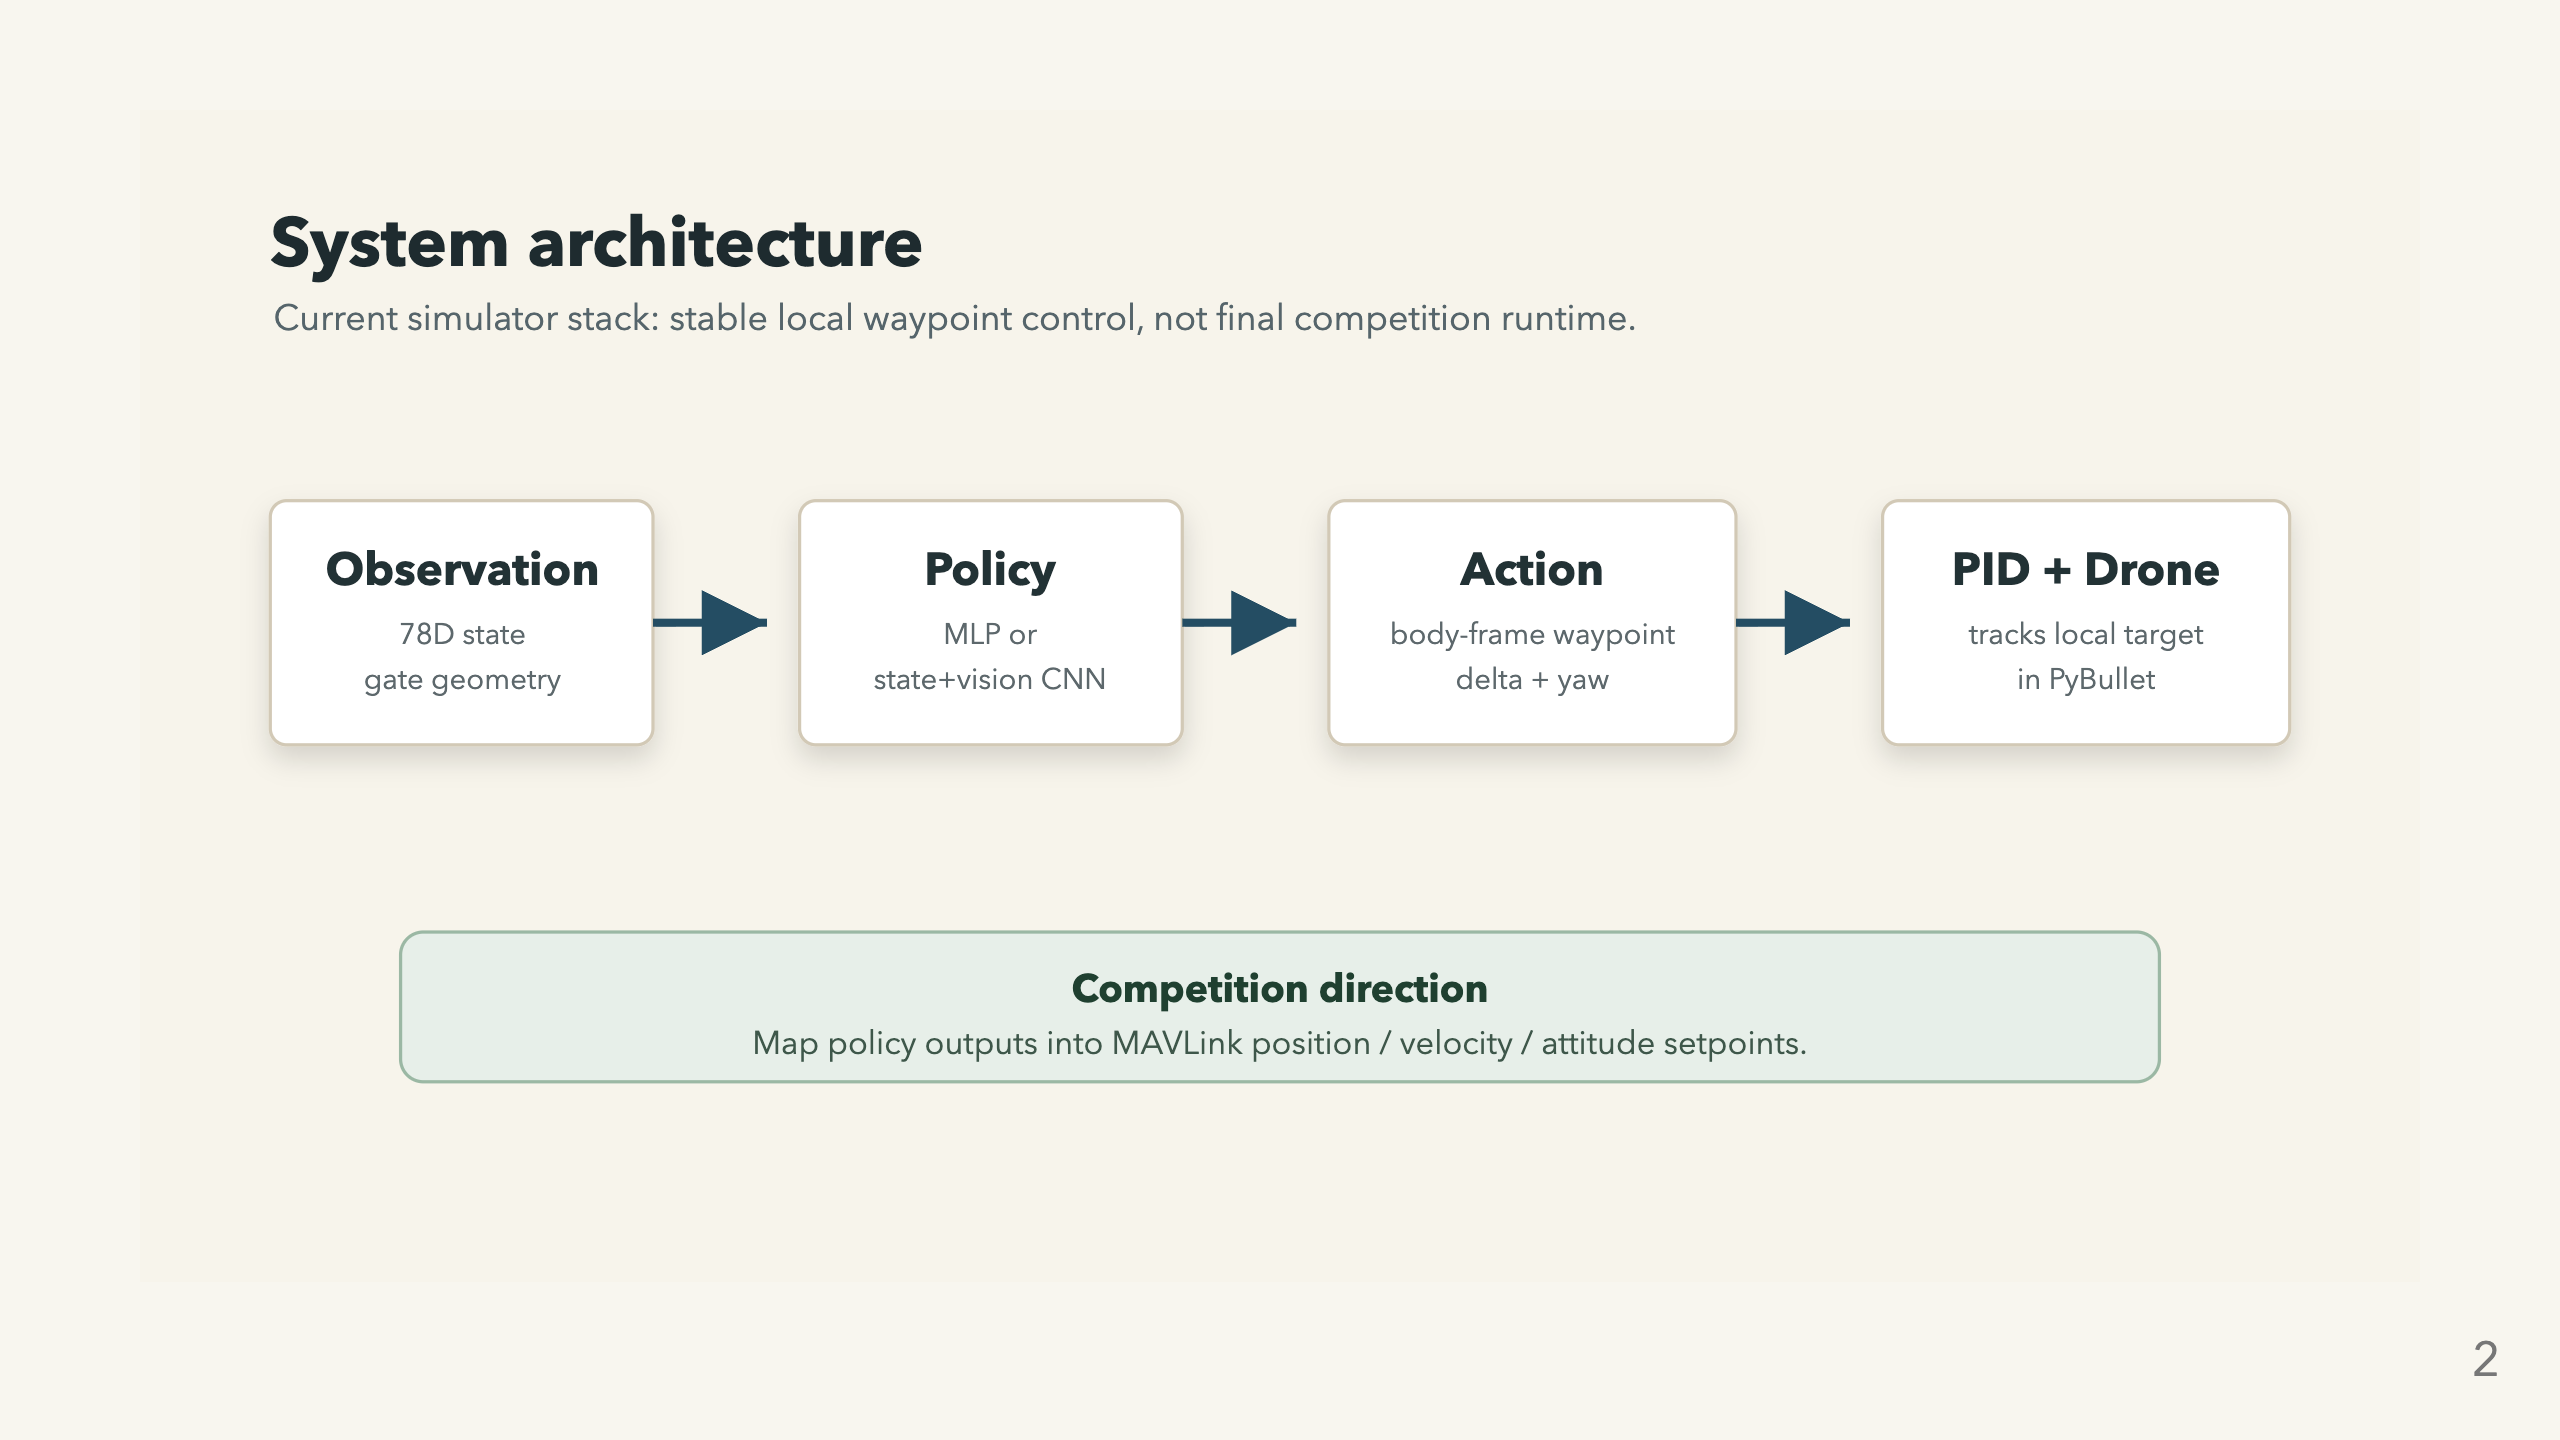 System architecture
Current simulator stack: stable local waypoint control, not final competition runtime.
Observation
78D state
gate geometry
Policy
MLP or
state+vision CNN
Action
body-frame waypoint
delta + yaw
PID + Drone
tracks local target
in PyBullet
Competition direction
Map policy outputs into MAVLink position / velocity / attitude setpoints.
2